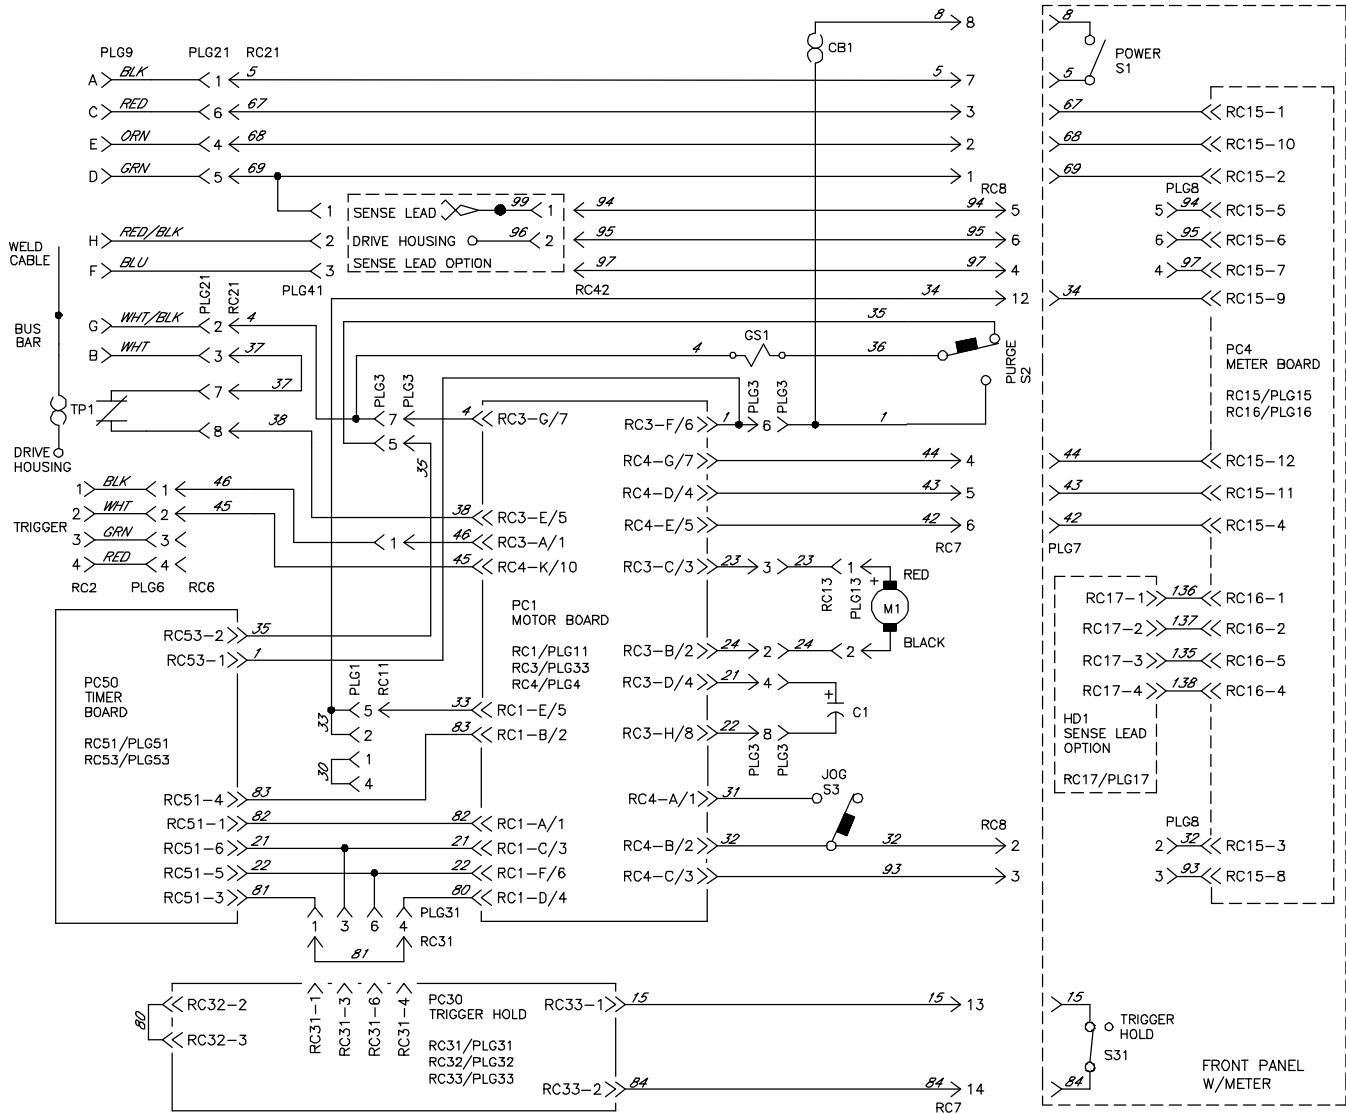 PLG9 PLG21 RC21
A BLK 1 5 5 7
C RED 6 67 3
E ORN 4 68 2
D GRN 5 69 1
8 8
CB1
8
POWER
S1
5
67 RC15-1
68 RC15-10
69 RC15-2
RC8
PLG8
1 SENSE LEAD 99 1 94 94 5
5 94 RC15-5
H RED/BLK 2 DRIVE HOUSING 96 2 95 95 6
6 95 RC15-6
F BLU 3 SENSE LEAD OPTION 97 97 4
4 97 RC15-7
WELD
CABLE
PLG41 RC42
34 12 34 RC15-9
PLG21 RC21
G WHT/BLK 2 4
35
BUS
BAR
B WHT 3 37
4 GS1 36
PURGE
S2
PC4
METER BOARD
RC15/PLG15
RC16/PLG16
7 37
PLG3 PLG3
PLG3 PLG3
TP1
7 4 RC3-G/7
RC3-F/6 1 6 1
8 38
5 35
DRIVE
HOUSING
RC4-G/7 44 4 44 RC15-12
1 BLK 1 46
RC4-D/4 43 5 43 RC15-11
2 WHT 2 45
38 RC3-E/5
RC4-E/5 42 6 42 RC15-4
TRIGGER
3 GRN 3
1 46 RC3-A/1
RC7 PLG7
4 RED 4
45 RC4-K/10
RC3-C/3 23 3 23 1 RED
RC2 PLG6 RC6
RC13 PLG13 +
M1
BLACK
RC17-1 136 RC16-1
RC17-2 137 RC16-2
RC17-3 135 RC16-5
RC17-4 138 RC16-4
HD1
SENSE LEAD
OPTION
RC17/PLG17
PC1
MOTOR BOARD
RC1/PLG11
RC3/PLG33
RC4/PLG4
RC53-2 35
RC53-1 1
RC3-B/2 24 2 24 2
PC50
TIMER
BOARD
RC51/PLG51
RC53/PLG53
PLG1 RC11
RC3-D/4 21 4
+
C1
33 5 33 RC1-E/5
2 83 RC1-B/2
RC3-H/8 22 8
PLG3 PLG3
30 1
4
JOG
S3
RC51-4 83
RC4-A/1 31
RC51-1 82 82 RC1-A/1
RC8
PLG8
RC51-6 21 21 RC1-C/3
RC4-B/2 32 32 2
2 32 RC15-3
RC51-5 22 22 RC1-F/6
RC4-C/3 93 3
3 93 RC15-8
RC51-3 81 80 RC1-D/4
1 3 6 4 PLG31
RC31
81
RC32-2
80
RC32-3
RC31-1 RC31-3 RC31-6 RC31-4
PC30
TRIGGER HOLD
RC31/PLG31
RC32/PLG32
RC33/PLG33
RC33-1 15 15 13
15
TRIGGER
HOLD
S31
RC33-2 84 84 14
84
RC7
FRONT PANEL
W/METER